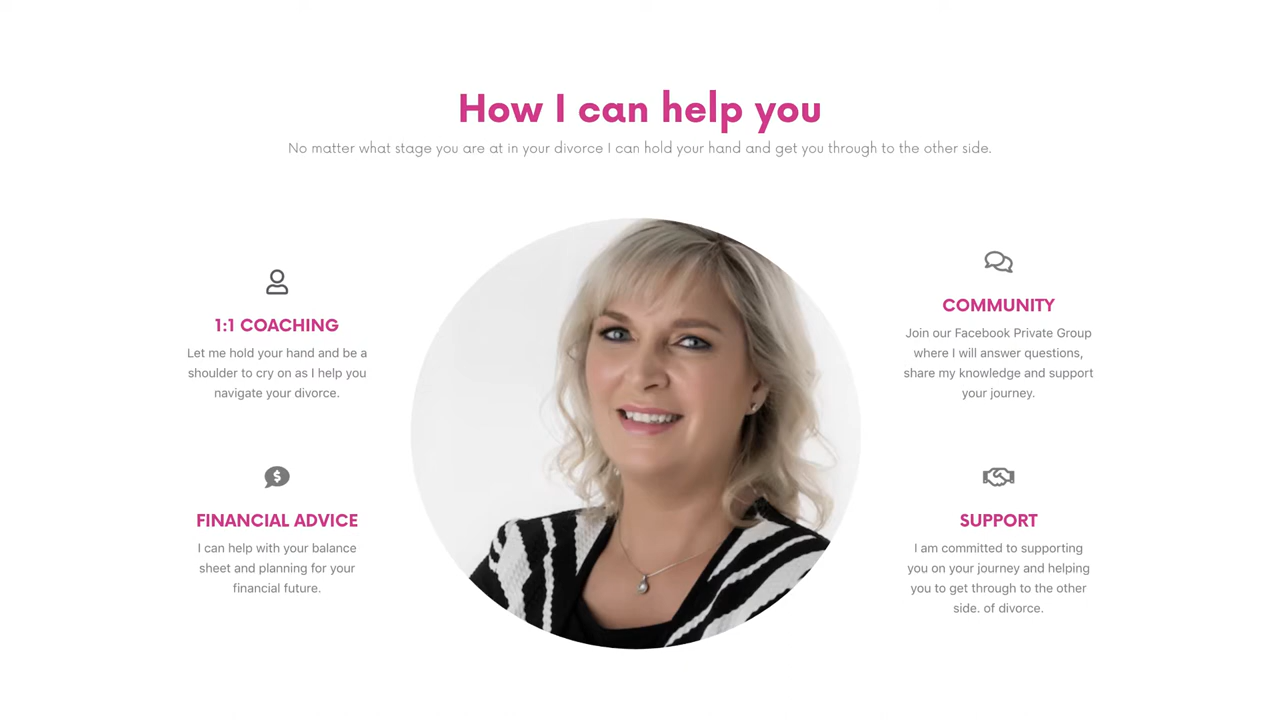 How I can help you
No matter what stage you are at in your divorce I can hold your hand and get you through to the other side.
1:1 COACHING
Let me hold your hand and be a
shoulder to cry on as I help you
navigate your divorce.
FINANCIAL ADVICE
I can help with your balance
sheet and planning for your
financial future.
COMMUNITY
Join our Facebook Private Group
where I will answer questions,
share my knowledge and support
your journey.
SUPPORT
I am committed to supporting
you on your journey and helping
you to get through to the other
side. of divorce.